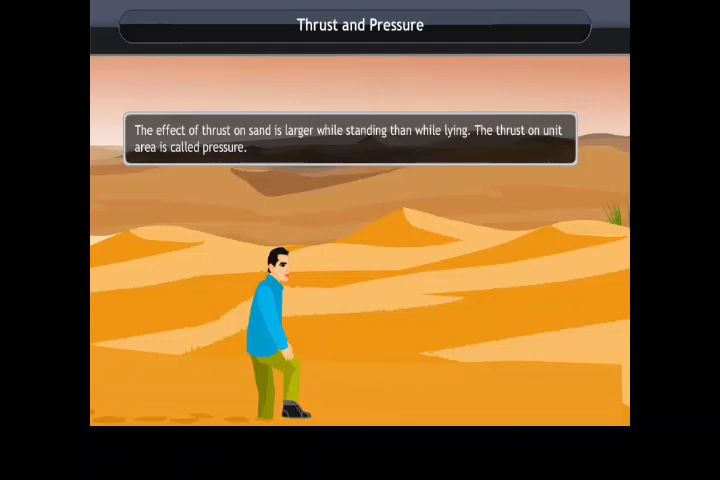 Thrust and Pressure
The effect of thrust on sand is larger while standing than while lying. The thrust on unit
area is called pressure.